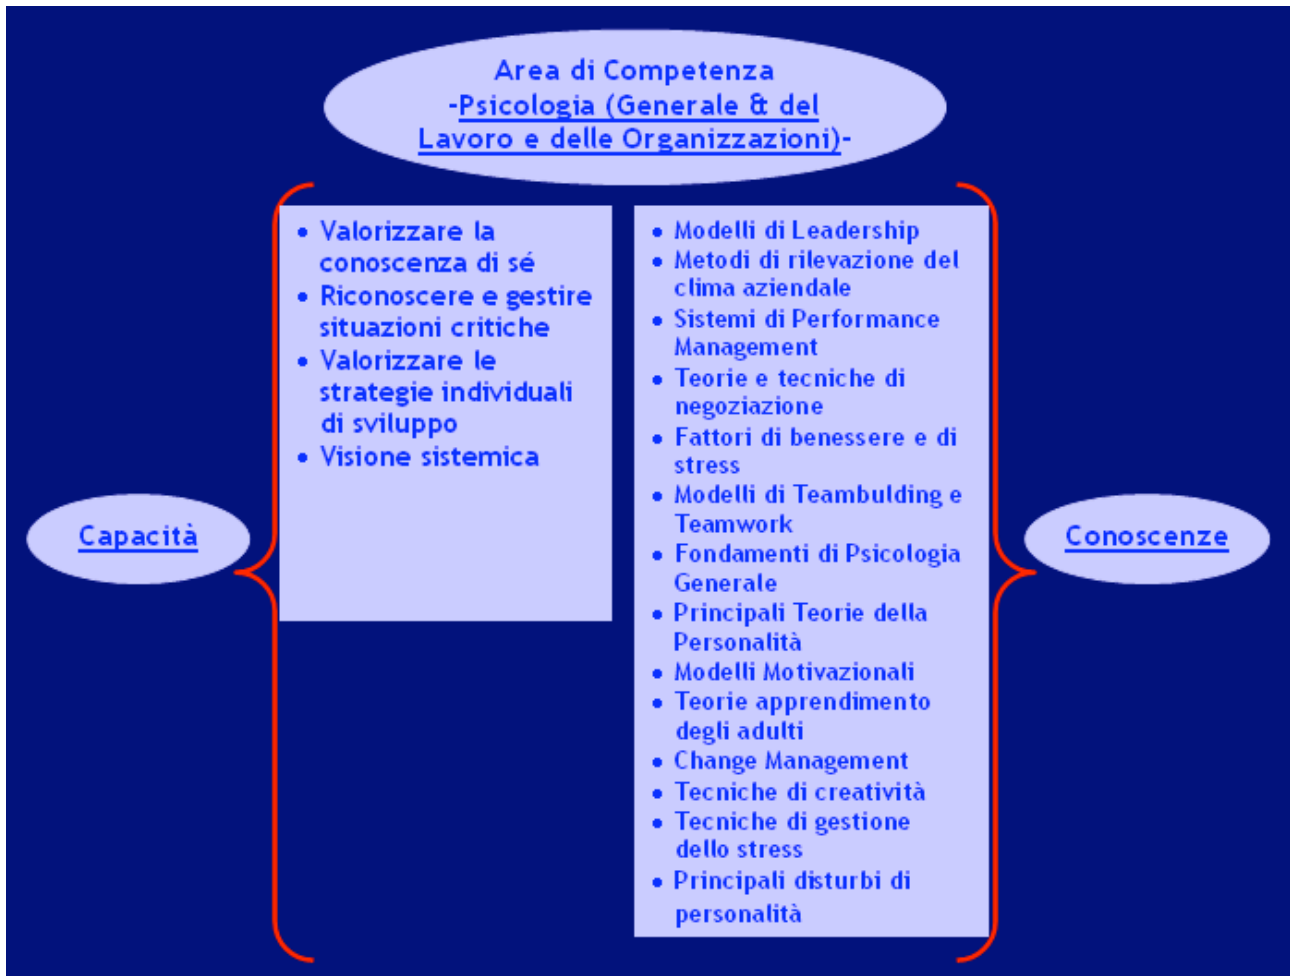 Area di Competenza
-Psicologia (Generale & del
Lavoro e delle Organizzazioni)-
• Valorizzare la
conoscenza di sé
• Riconoscere e gestire
situazioni critiche
• Valorizzare le
strategie individuali
di sviluppo
• Visione sistemica
Capacità
• Modelli di Leadership
• Metodi di rilevazione del
clima aziendale
• Sistemi di Performance
Management
• Teorie e tecniche di
negoziazione
• Fattori di benessere e di
stress
• Modelli di Teambulding e
Teamwork
• Fondamenti di Psicologia
Generale
• Principali Teorie della
Personalità
• Modelli Motivazionali
• Teorie apprendimento
degli adulti
• Change Management
• Tecniche di creatività
• Tecniche di gestione
dello stress
• Principali disturbi di
personalità
Conoscenze